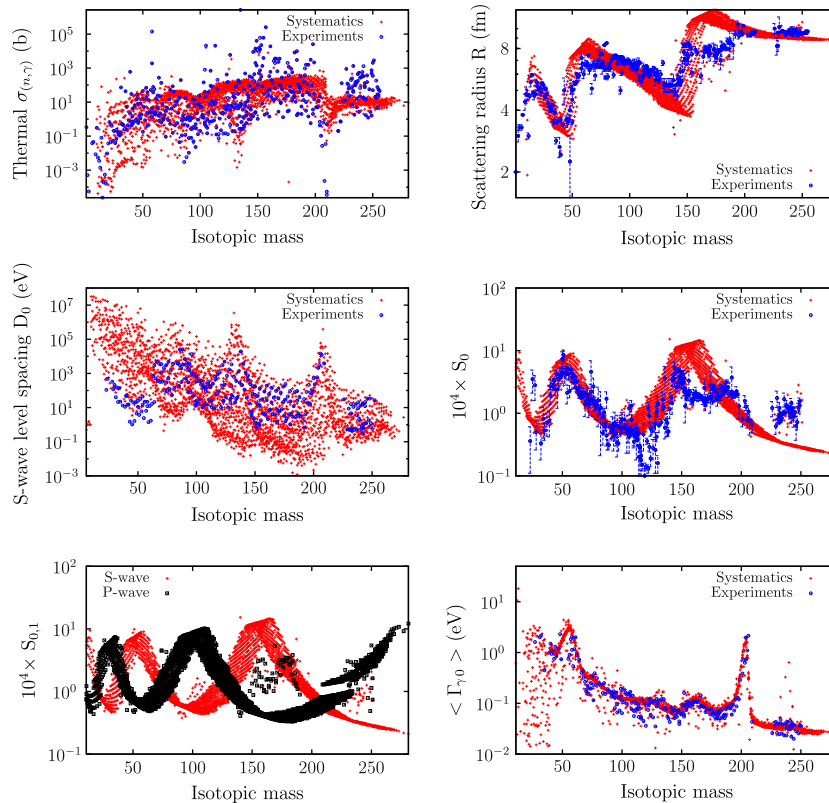 Thermal σ(n,γ) (b)
10^5
10^3
10^1
10^-1
10^-3
Systematics
Experiments
50 100 150 200 250
Isotopic mass
Scattering radius R (fm)
8
4
2
Systematics
Experiments
50 100 150 200 250
Isotopic mass
S-wave level spacing D_0 (eV)
10^7
10^5
10^3
10^1
10^-1
10^-3
Systematics
Experiments
50 100 150 200 250
Isotopic mass
10^4× S_0
10^2
10^1
10^0
10^-1
Systematics
Experiments
50 100 150 200 250
Isotopic mass
10^4× S_0,1
10^2
10^1
10^0
10^-1
S-wave
P-wave
50 100 150 200 250
Isotopic mass
< Γ_γ0 > (eV)
10^1
10^0
10^-1
10^-2
Systematics
Experiments
50 100 150 200 250
Isotopic mass